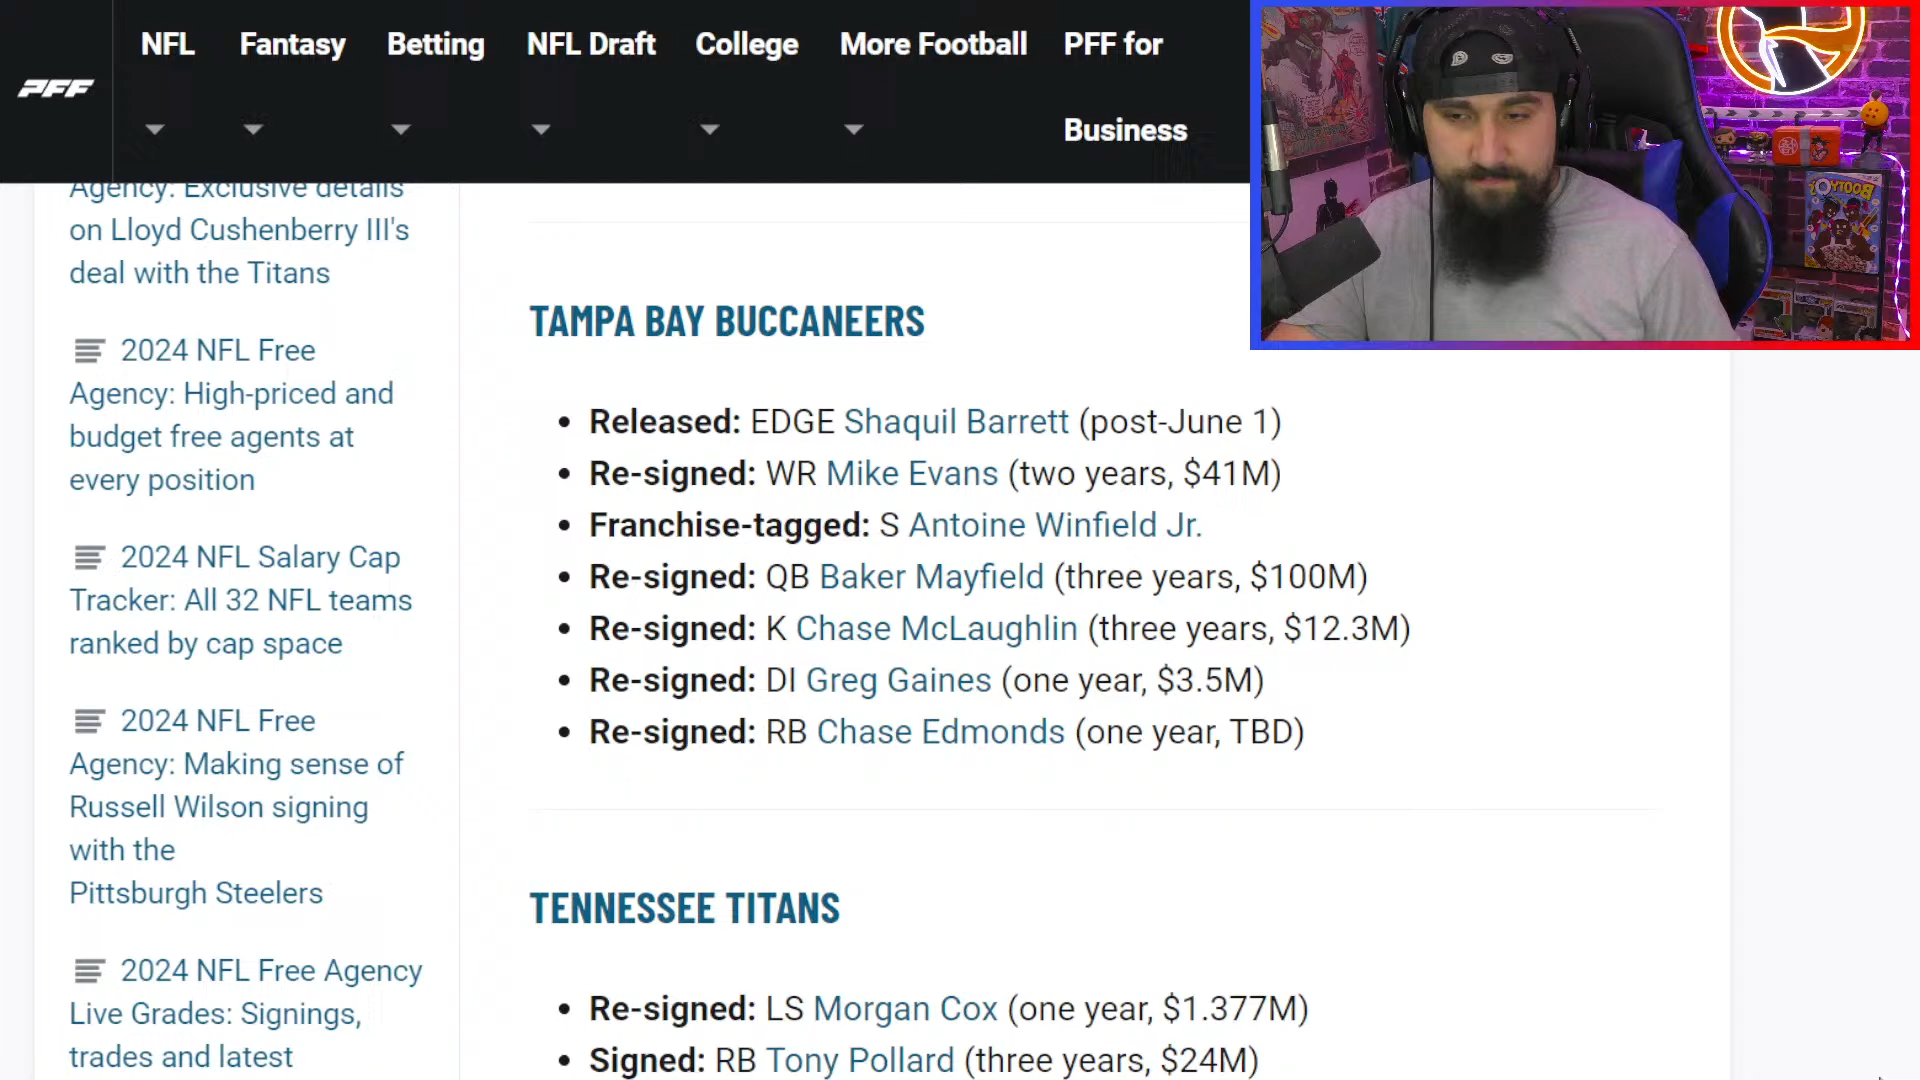 NFL Fantasy Betting NFL Draft College More Football PFF for
Business
PFF
Agency: Exclusive details
on Lloyd Cushenberry III's
deal with the Titans
2024 NFL Free
Agency: High-priced and
budget free agents at
every position
2024 NFL Salary Cap
Tracker: All 32 NFL teams
ranked by cap space
2024 NFL Free
Agency: Making sense of
Russell Wilson signing
with the
Pittsburgh Steelers
2024 NFL Free Agency
Live Grades: Signings,
trades and latest
TAMPA BAY BUCCANEERS
• Released: EDGE Shaquil Barrett (post-June 1)
• Re-signed: WR Mike Evans (two years, $41M)
• Franchise-tagged: S Antoine Winfield Jr.
• Re-signed: QB Baker Mayfield (three years, $100M)
• Re-signed: K Chase McLaughlin (three years, $12.3M)
• Re-signed: DI Greg Gaines (one year, $3.5M)
• Re-signed: RB Chase Edmonds (one year, TBD)
TENNESSEE TITANS
• Re-signed: LS Morgan Cox (one year, $1.377M)
• Signed: RB Tony Pollard (three years, $24M)